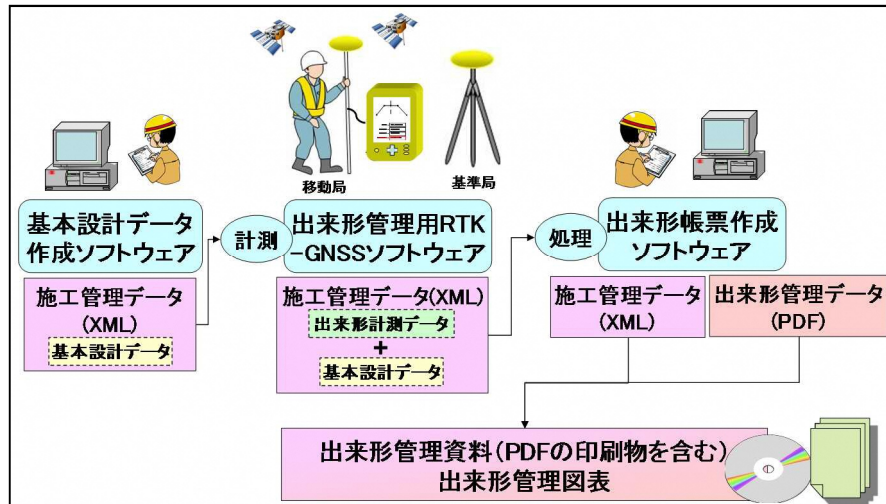 移動局
基準局
基本設計データ
作成ソフトウェア
計測
出来形管理用RTK
-GNSSソフトウェア
処理
出来形帳票作成
ソフトウェア
施工管理データ
(XML)
基本設計データ
施工管理データ(XML)
出来形計測データ
+
基本設計データ
施工管理データ
(XML)
出来形管理データ
(PDF)
出来形管理資料(PDFの印刷物を含む)
出来形管理図表